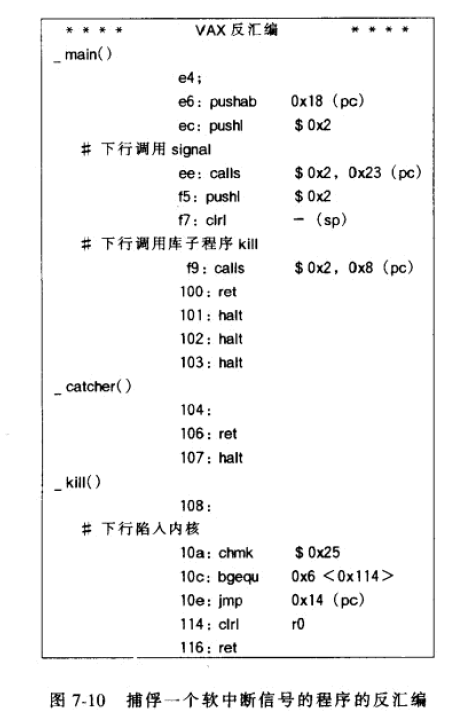 * * * * VAX 反汇编 * * * *
_main()
e4;
e6: pushab 0x18 (pc)
ec: pushl $0x2
# 下行调用 signal
ee: calls $0x2, 0x23 (pc)
f5: pushl $0x2
f7: clrl -(sp)
# 下行调用库子程序 kill
f9: calls $0x2, 0x8 (pc)
100: ret
101: halt
102: halt
103: halt
_catcher()
104:
106: ret
107: halt
_kill()
108:
# 下行陷入内核
10a: chmk $0x25
10c: bgequ 0x6 <0x114>
10e: jmp 0x14 (pc)
114: clrl r0
116: ret
图 7-10 捕俘一个软中断信号的程序的反汇编